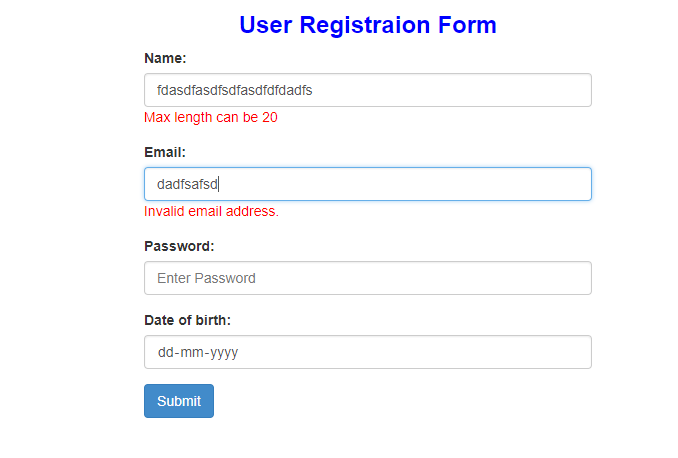 User Registraion Form
Name:
fdasdfasdfsdfasdfdfdadfs
Max length can be 20
Email:
dadfsafsd
Invalid email address.
Password:
Enter Password
Date of birth:
dd-mm-yyyy
Submit